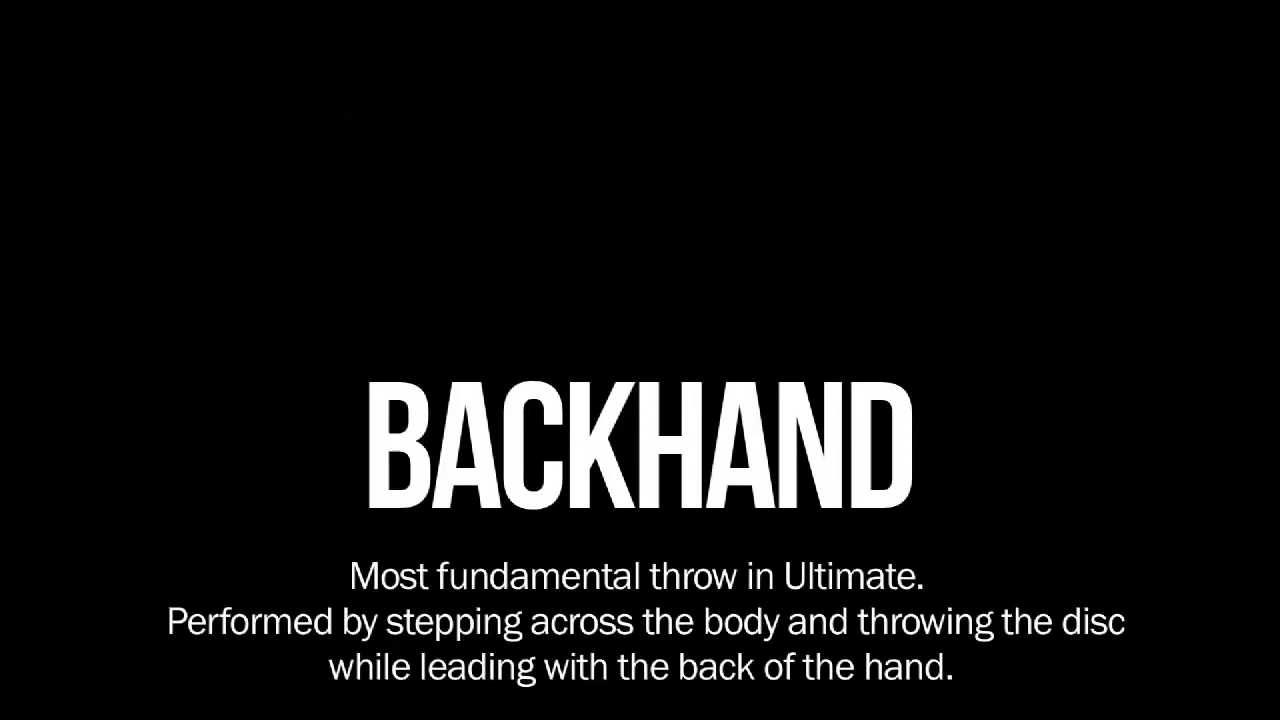 BACKHAND
Most fundamental throw in Ultimate.
Performed by stepping across the body and throwing the disc
while leading with the back of the hand.